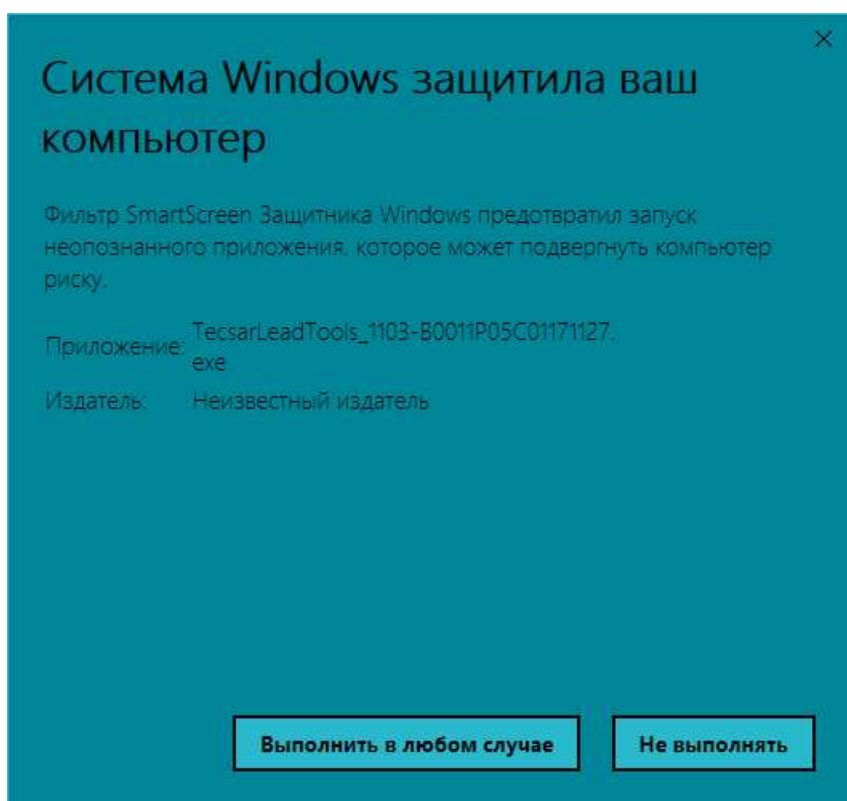 Система Windows защитила ваш
компьютер
Фильтр SmartScreen Защитника Windows предотвратил запуск
неопознанного приложения, которое может подвергнуть компьютер
риску.
Приложение: TecsarLeadTools_1103-B0011P05C01171127.
exe
Издатель: Неизвестный издатель
Выполнить в любом случае Не выполнять